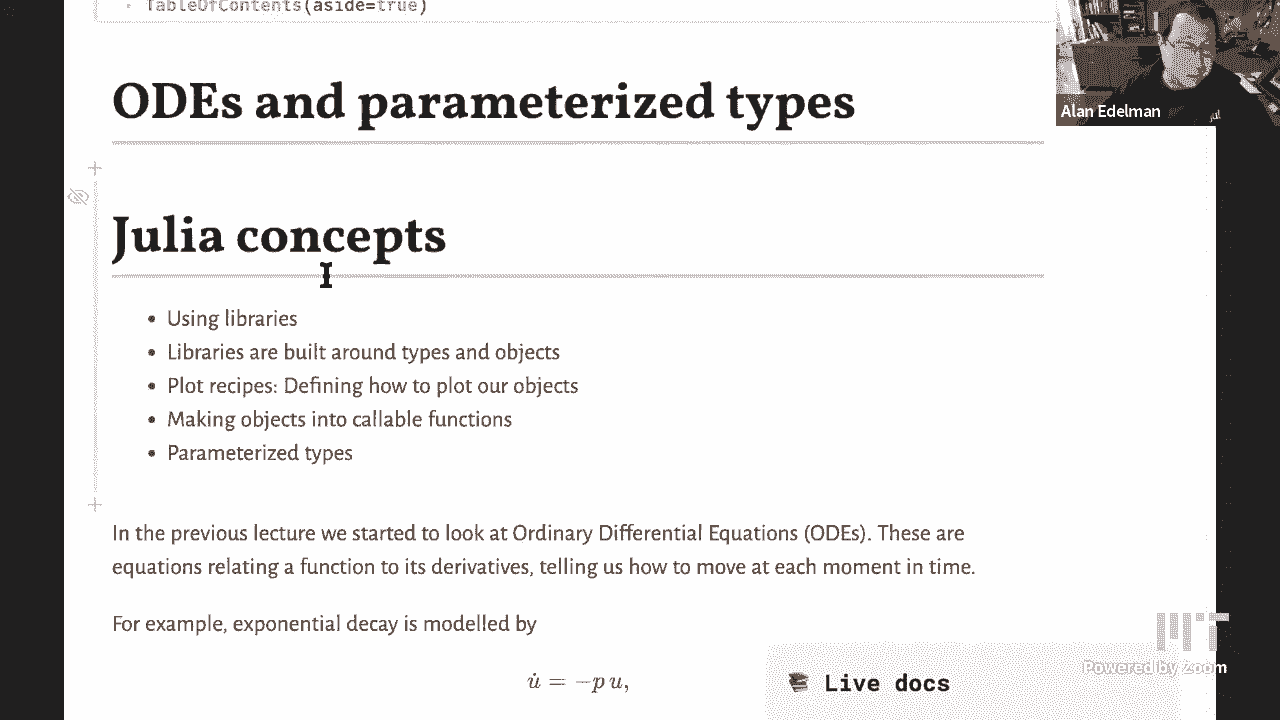 TableOfContents(aside=true)
ODEs and parameterized types
Alan Edelman
Julia concepts
• Using libraries
• Libraries are built around types and objects
• Plot recipes: Defining how to plot our objects
• Making objects into callable functions
• Parameterized types
In the previous lecture we started to look at Ordinary Differential Equations (ODEs). These are
equations relating a function to its derivatives, telling us how to move at each moment in time.
For example, exponential decay is modelled by
u̇ = −p u,
MIT
Powered by Zoom
Live docs